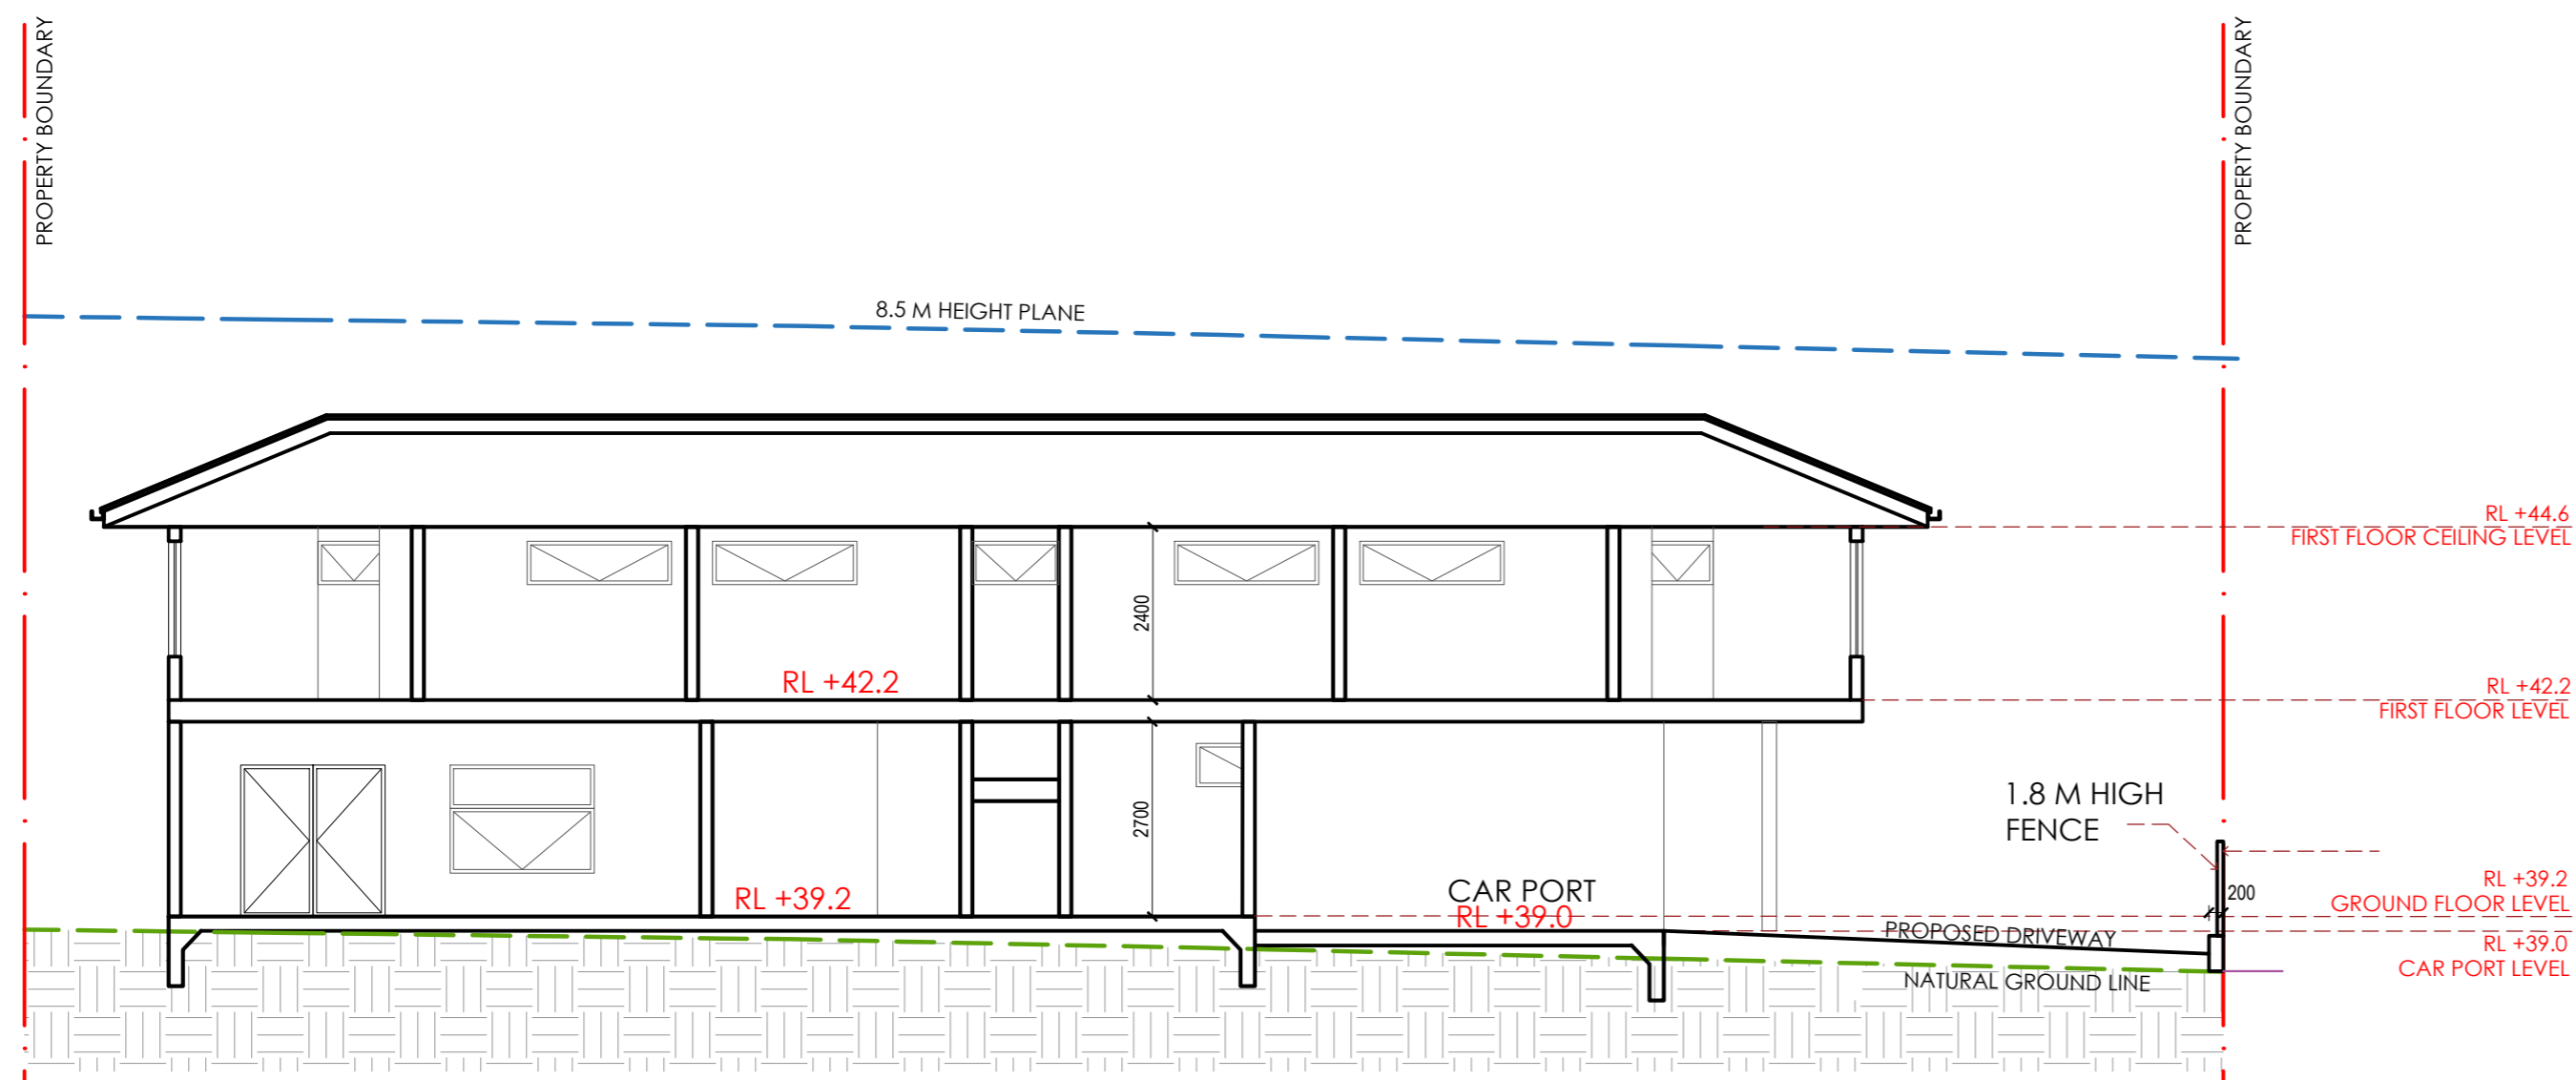 PROPERTY BOUNDARY
PROPERTY BOUNDARY
8.5 M HEIGHT PLANE
RL +44.6
FIRST FLOOR CEILING LEVEL
2400
RL +42.2
RL +42.2
FIRST FLOOR LEVEL
2700
1.8 M HIGH
FENCE
RL +39.2
CAR PORT
RL +39.0
200
RL +39.2
GROUND FLOOR LEVEL
PROPOSED DRIVEWAY
RL +39.0
CAR PORT LEVEL
NATURAL GROUND LINE